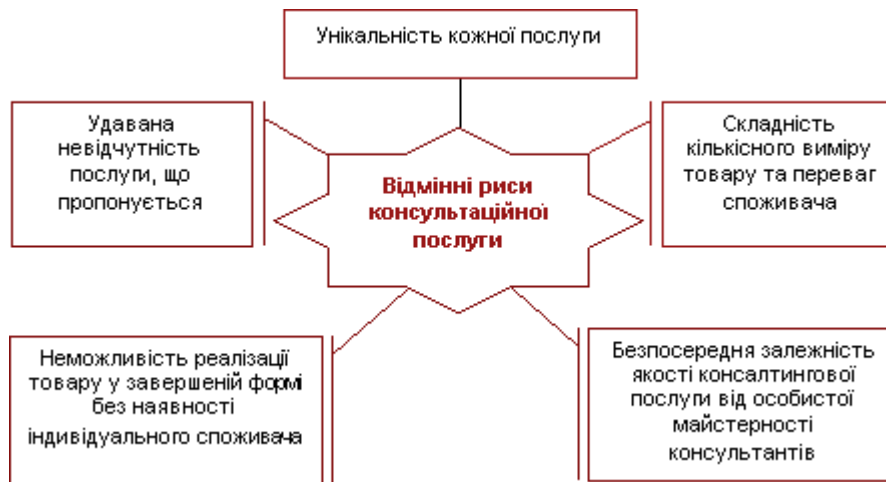 Унікальність кожної послуги
Удавана
невідчутність
послуги, що
пропонується
Складність
кількісного виміру
товару та переваг
споживача
Відмінні риси
консультаційної
послуги
Неможливість реалізації
товару у завершеній формі
без наявності
індивідуального споживача
Безпосередня залежність
якості консалтингової
послуги від особистої
майстерності
консультантів